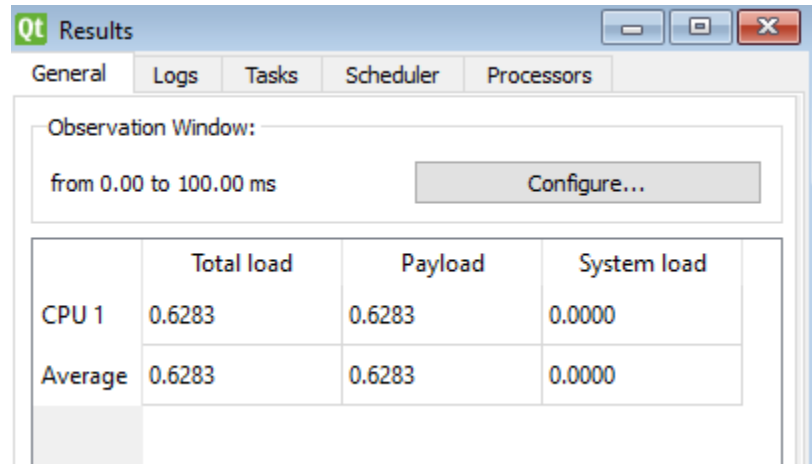 Qt Results
General Logs Tasks Scheduler Processors
Observation Window:
from 0.00 to 100.00 ms Configure...
Total load Payload System load
CPU 1 0.6283 0.6283 0.0000
Average 0.6283 0.6283 0.0000